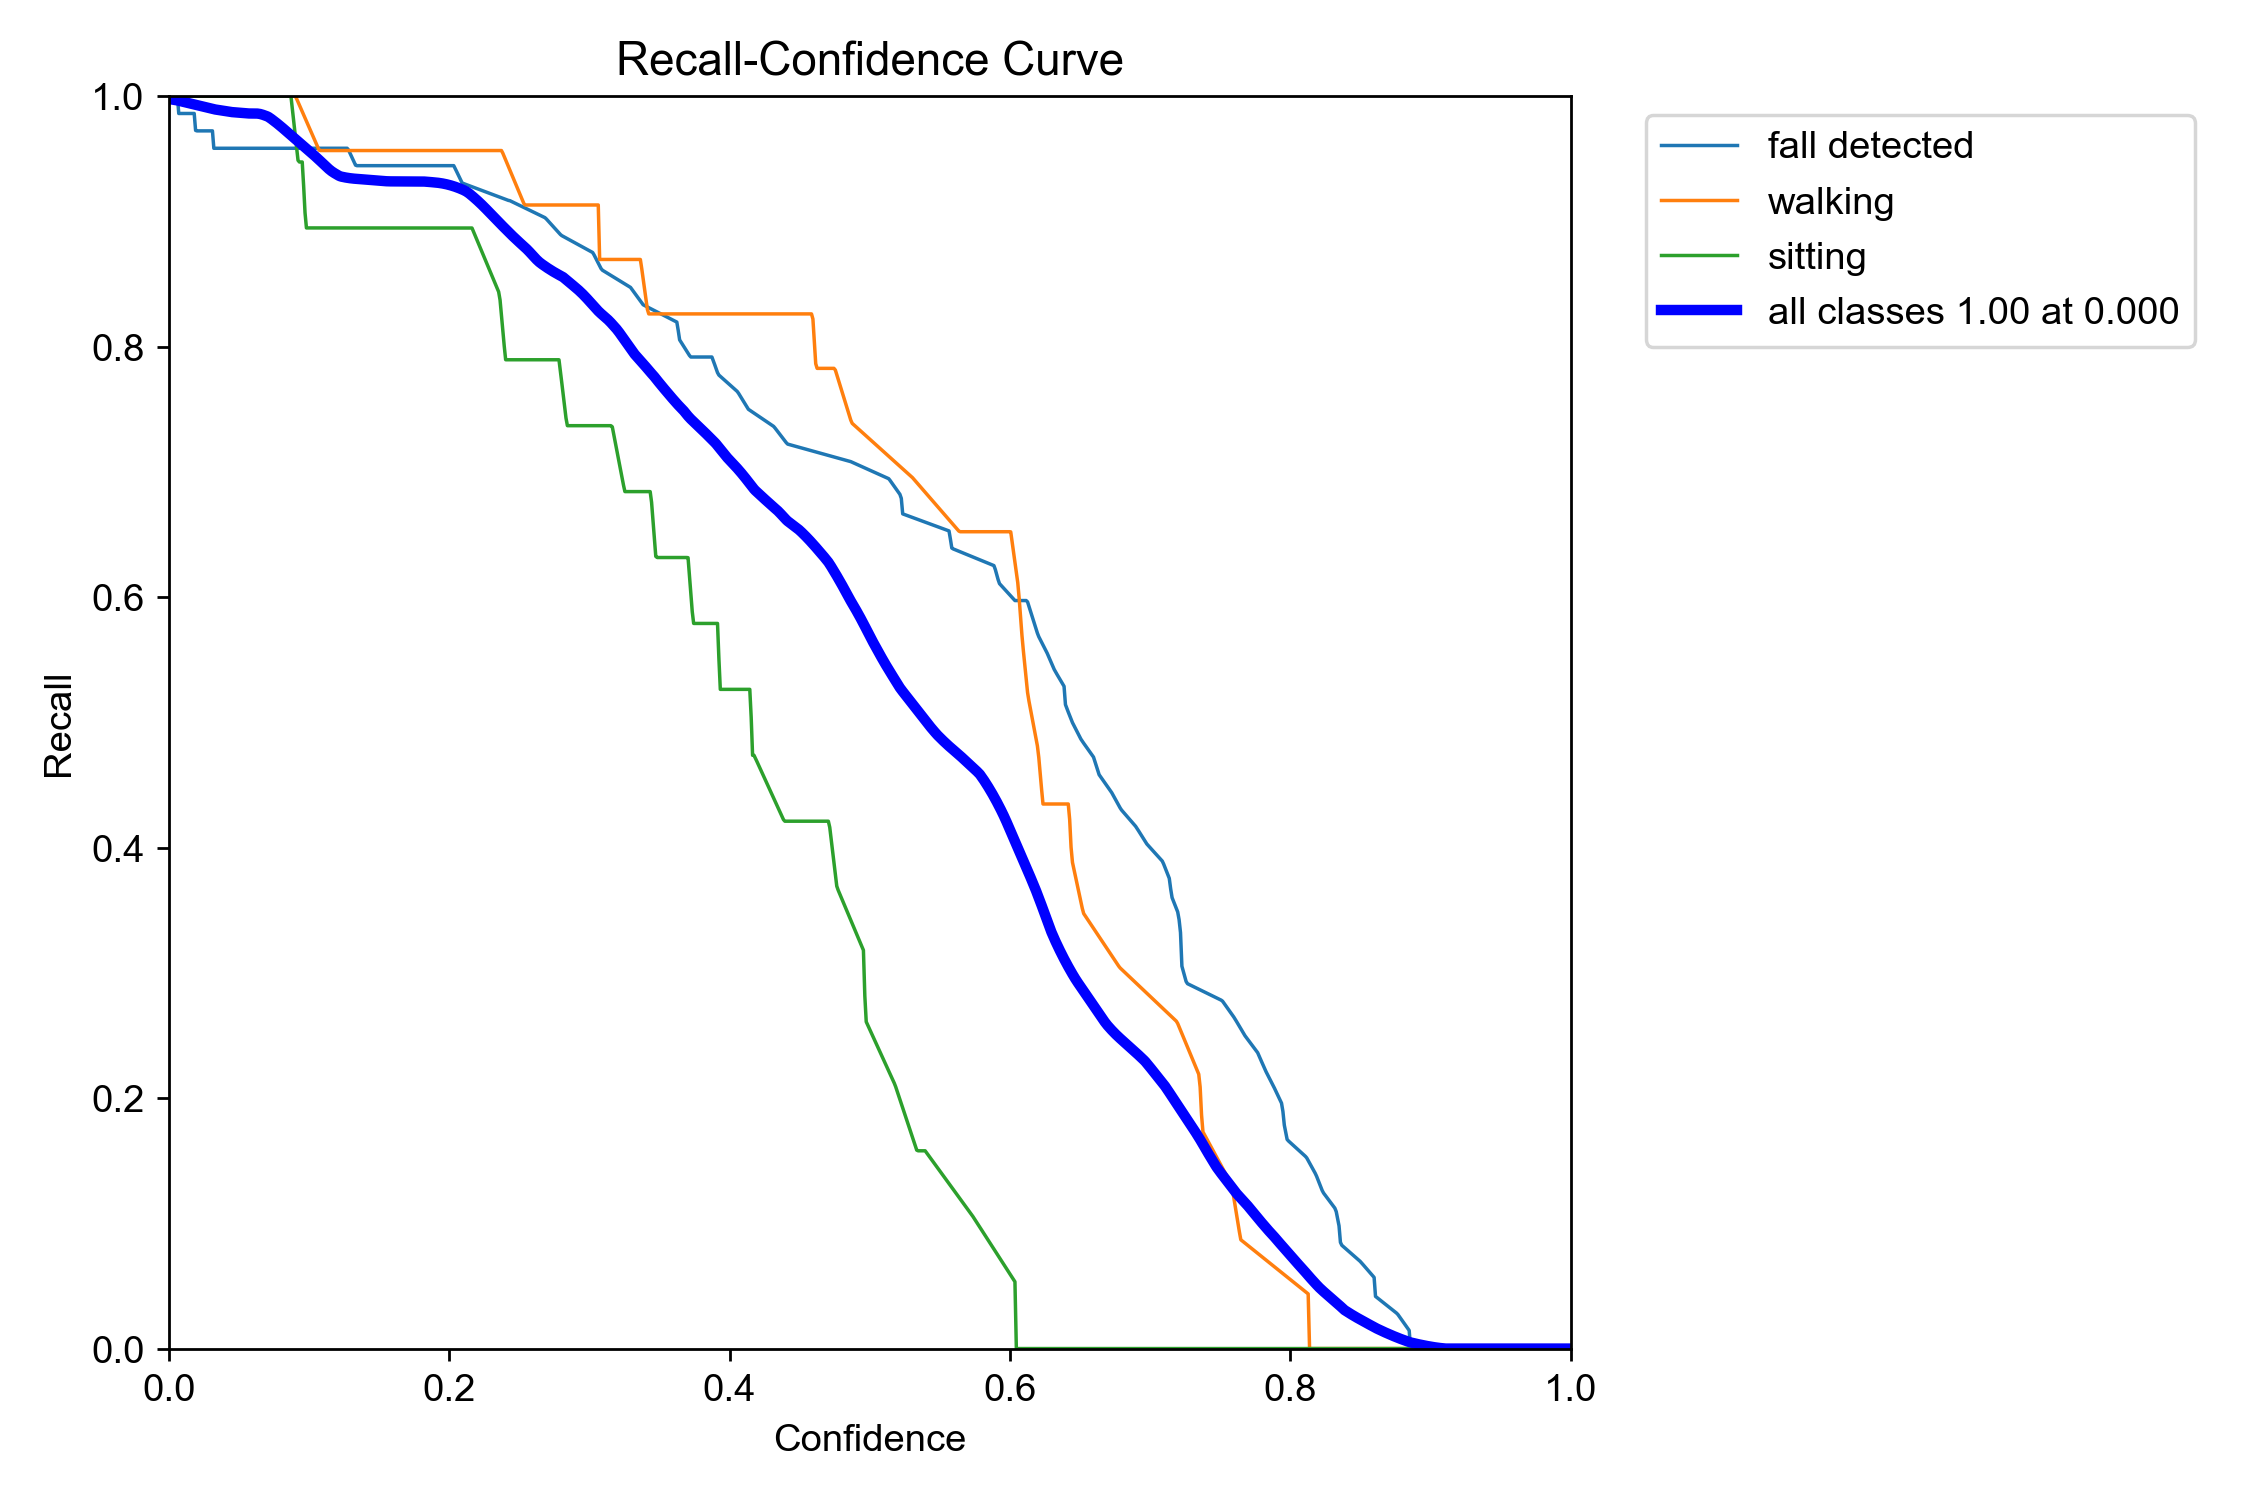 Recall-Confidence Curve
1.0
0.8
0.6
0.4
0.2
0.0
Recall
0.0 0.2 0.4 0.6 0.8 1.0
Confidence
fall detected
walking
sitting
all classes 1.00 at 0.000